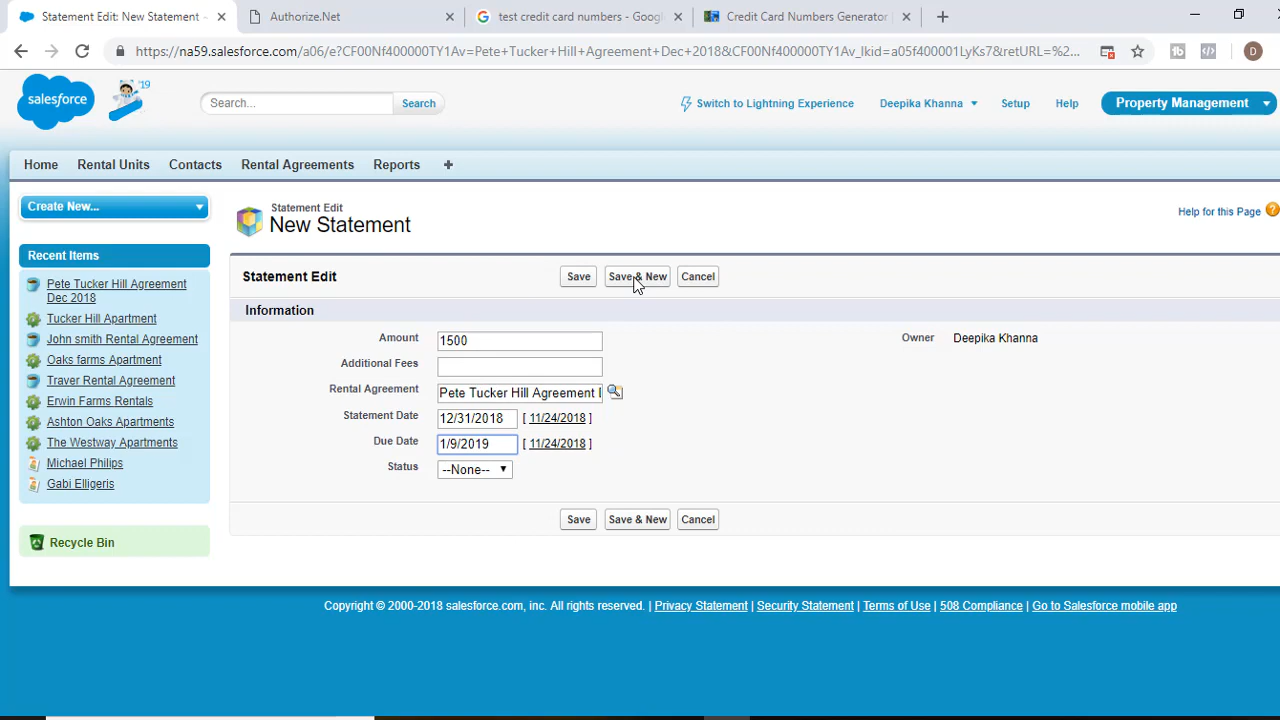 Statement Edit: New Statement -
Authorize.Net
test credit card numbers - Goog
Credit Card Numbers Generator
https://na59.salesforce.com/a06/e?CF00Nf400000TY1Av=Pete+Tucker+Hill+Agreement+Dec+2018&CF00Nf400000TY1Av_lkid=a05f400001LyKs7&retURL=%2...
D
salesforce
'19
Search...
Search
Switch to Lightning Experience
Deepika Khanna
Setup
Help
Property Management
Home
Rental Units
Contacts
Rental Agreements
Reports
+
Create New...
Recent Items
Pete Tucker Hill Agreement
Dec 2018
Tucker Hill Apartment
John smith Rental Agreement
Oaks farms Apartment
Traver Rental Agreement
Erwin Farms Rentals
Ashton Oaks Apartments
The Westway Apartments
Michael Philips
Gabi Elligeris
Recycle Bin
Statement Edit
New Statement
Help for this Page
Statement Edit
Save
Save & New
Cancel
Information
Amount 1500
Owner Deepika Khanna
Additional Fees
Rental Agreement Pete Tucker Hill Agreement
Statement Date 12/31/2018 [ 11/24/2018 ]
Due Date 1/9/2019 [ 11/24/2018 ]
Status --None--
Save
Save & New
Cancel
Copyright © 2000-2018 salesforce.com, inc. All rights reserved. | Privacy Statement | Security Statement | Terms of Use | 508 Compliance | Go to Salesforce mobile app